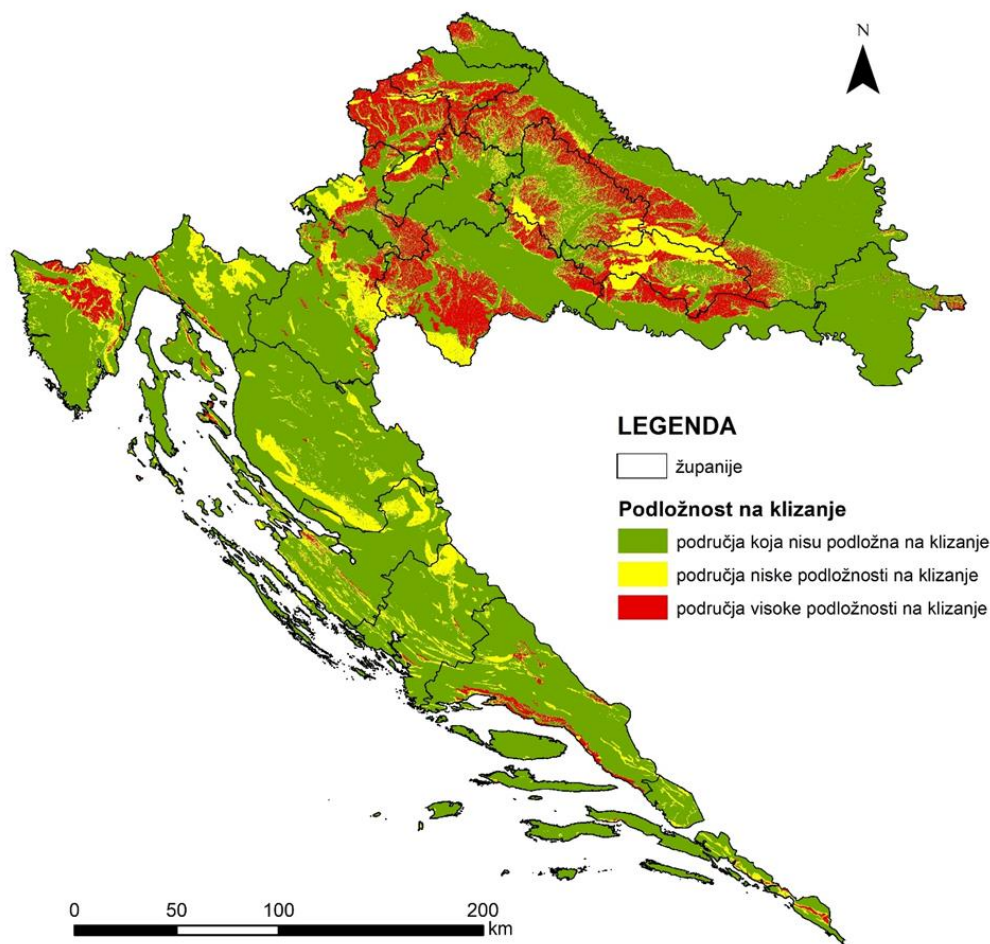 N
LEGENDA
županije
Podložnost na klizanje
područja koja nisu podložna na klizanje
područja niske podložnosti na klizanje
područja visoke podložnosti na klizanje
0 50 100 200
km